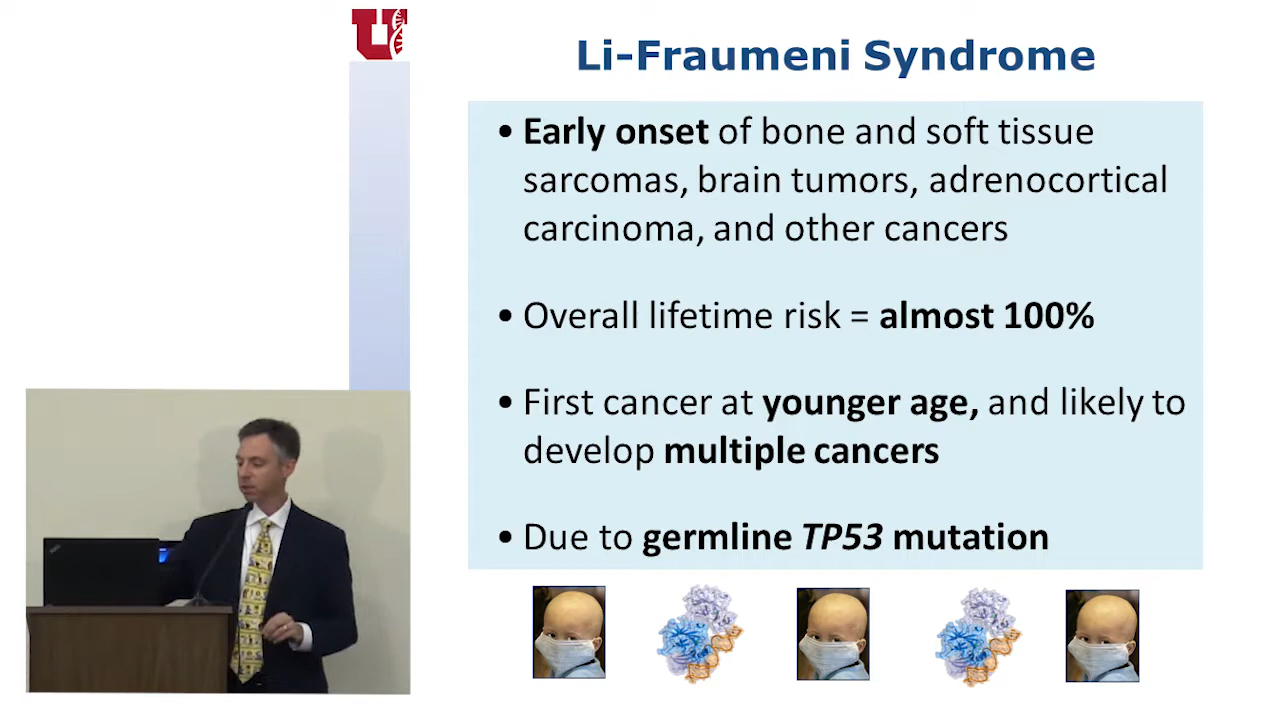 Li-Fraumeni Syndrome
• Early onset of bone and soft tissue
sarcomas, brain tumors, adrenocortical
carcinoma, and other cancers
• Overall lifetime risk = almost 100%
• First cancer at younger age, and likely to
develop multiple cancers
• Due to germline TP53 mutation